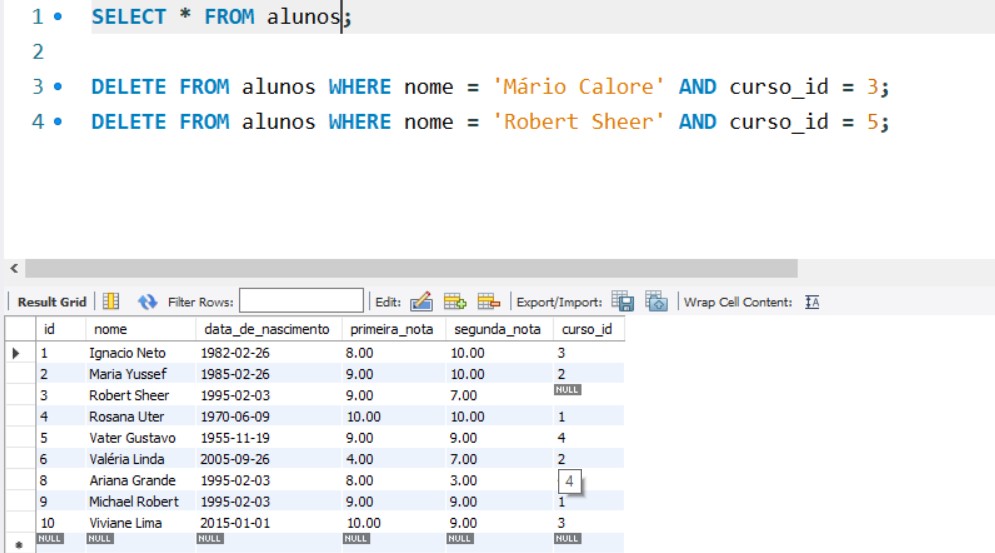 1 SELECT * FROM alunos;
2
3 DELETE FROM alunos WHERE nome = 'Mário Calore' AND curso_id = 3;
4 DELETE FROM alunos WHERE nome = 'Robert Sheer' AND curso_id = 5;
Result Grid Filter Rows: Edit: Export/Import: Wrap Cell Content: IA
id nome data_de_nascimento primeira_nota segunda_nota curso_id
1 Ignacio Neto 1982-02-26 8.00 10.00 3
2 Maria Yussef 1985-02-26 9.00 10.00 2
3 Robert Sheer 1995-02-03 9.00 7.00 NULL
4 Rosana Uter 1970-06-09 10.00 10.00 1
5 Vater Gustavo 1955-11-19 9.00 9.00 4
6 Valéria Linda 2005-09-26 4.00 7.00 2
8 Ariana Grande 1995-02-03 8.00 3.00 4
9 Michael Robert 1995-02-03 9.00 9.00 1
10 Viviane Lima 2015-01-01 10.00 9.00 3
NULL NULL NULL NULL NULL NULL